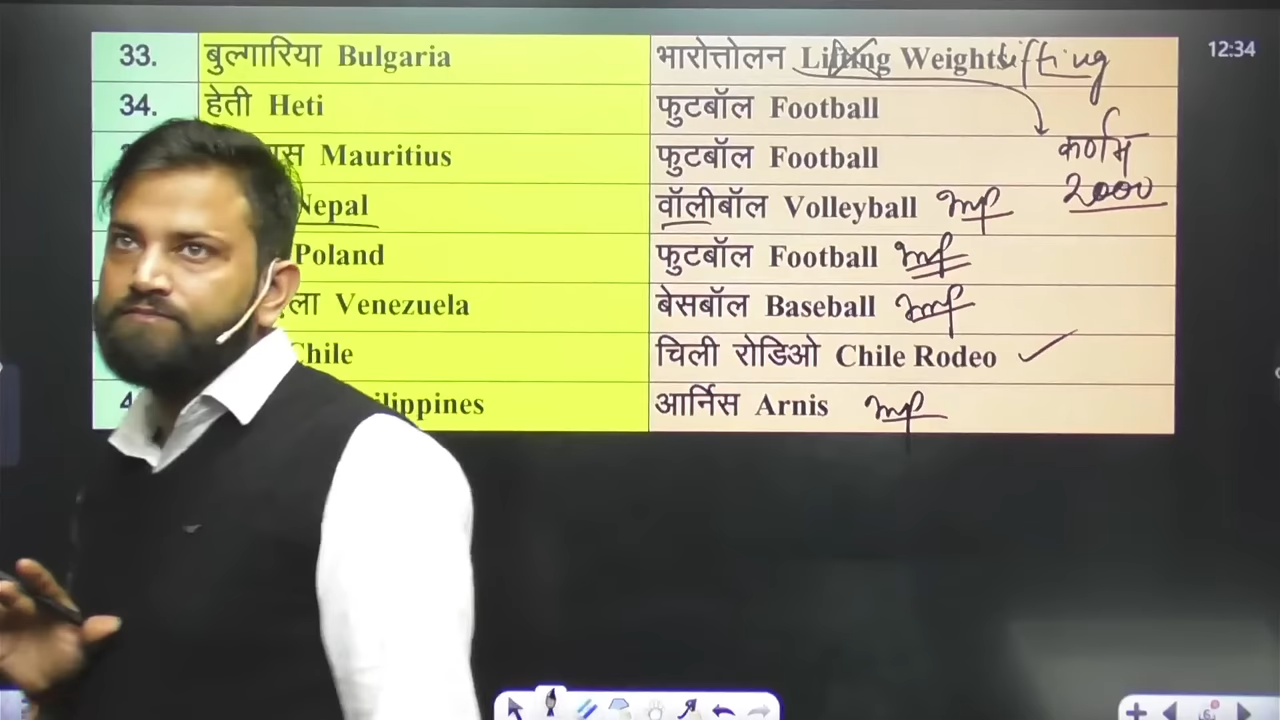 12:34
33. बुल्गारिया Bulgaria भारोत्तोलन Lifting Weights lifting
34. हेती Heti फुटबॉल Football
Mauritius फुटबॉल Football कर्णम
2000
Nepal वॉलीबॉल Volleyball Imp
Poland फुटबॉल Football Imp
ला Venezuela बेसबॉल Baseball Imp
Chile चिली रोडिओ Chile Rodeo
4 lippines आर्निस Arnis Imp